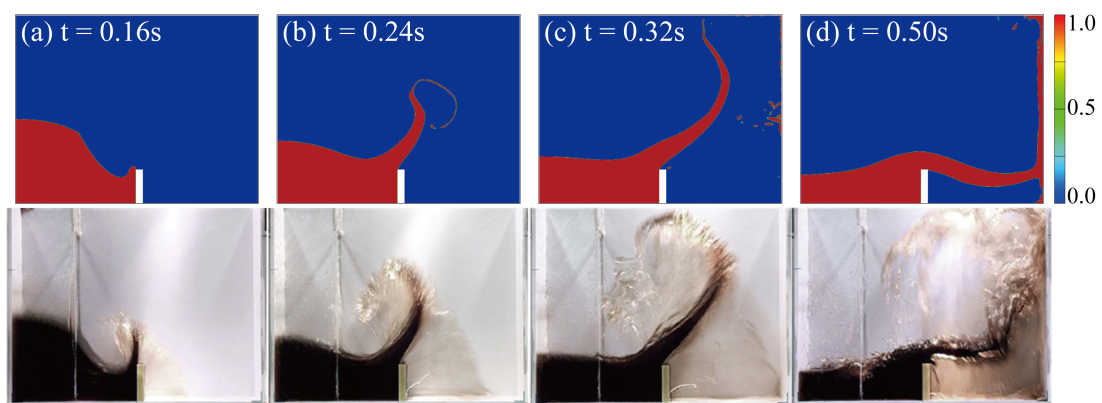 (a) t = 0.16s
(b) t = 0.24s
(c) t = 0.32s
(d) t = 0.50s
1.0
0.5
0.0